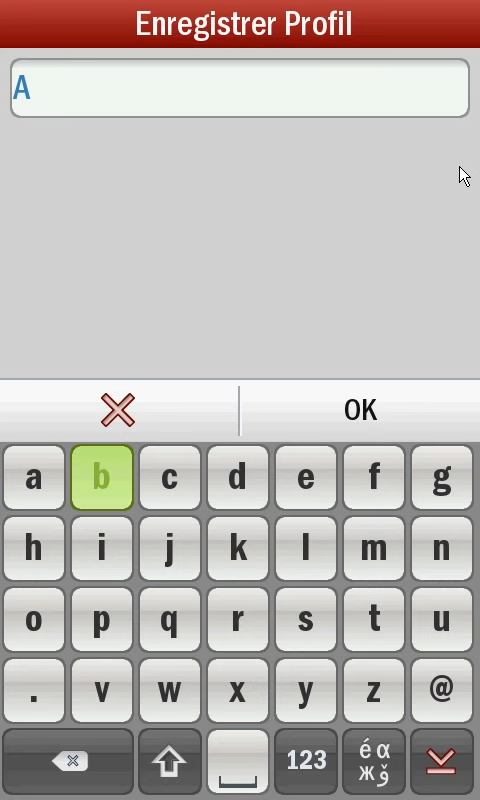 Enregistrer Profil
A
OK
a b c d e f g
h i j k l m n
o p q r s t u
. v w x y z @
123 é α ж ǒ